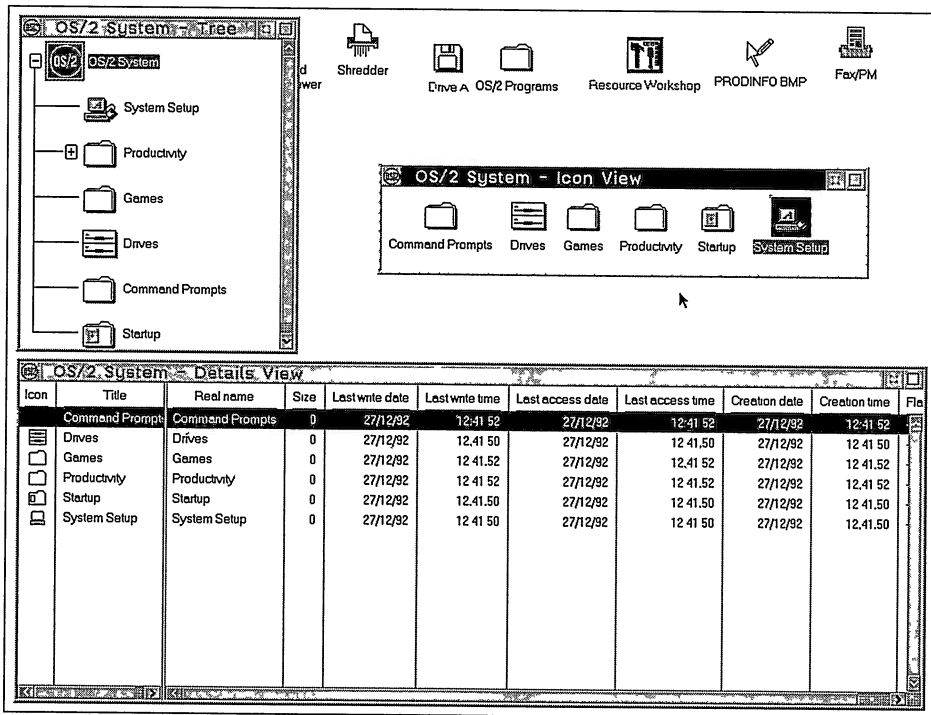 OS/2 System - Tree
OS/2
OS/2 System
System Setup
Productivity
Games
Drives
Command Prompts
Startup
Shredder
Drive A
OS/2 Programs
Resource Workshop
PRODINFO BMP
Fax/PM
OS/2 System - Icon View
Command Prompts Drives Games Productivity Startup System Setup
OS/2 System - Details View
Icon Title Real name Size Last write date Last write time Last access date Last access time Creation date Creation time Fla
Command Prompts Command Prompts 0 27/12/92 12:41 52 27/12/92 12:41 52 27/12/92 12:41 52
Drives Drives 0 27/12/92 12.41 50 27/12/92 12 41.50 27/12/92 12 41 50
Games Games 0 27/12/92 12 41.52 27/12/92 12.41 52 27/12/92 12 41.52
Productivity Productivity 0 27/12/92 12 41.52 27/12/92 12.41 52 27/12/92 12 41 52
Startup Startup 0 27/12/92 12.41.50 27/12/92 12 41 50 27/12/92 12.41.50
System Setup System Setup 0 27/12/92 12 41 50 27/12/92 12 41 50 27/12/92 12.41.50